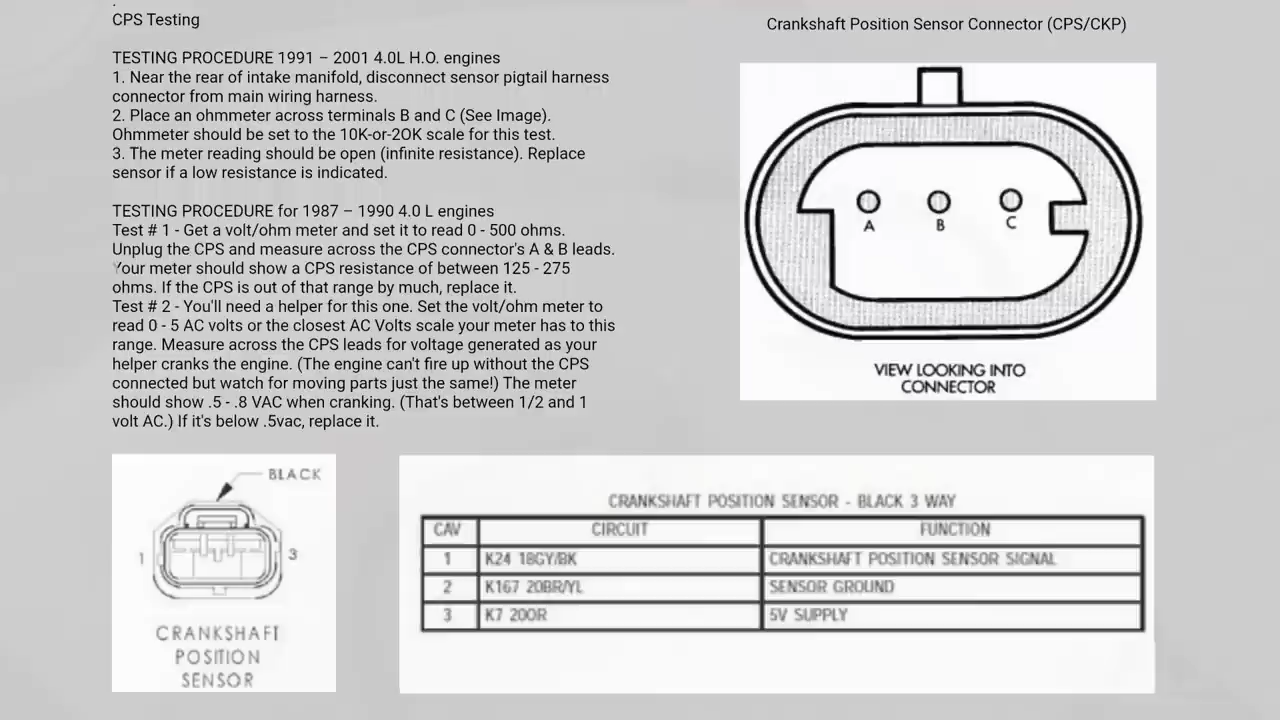 .
CPS Testing
TESTING PROCEDURE 1991 – 2001 4.0L H.O. engines
1. Near the rear of intake manifold, disconnect sensor pigtail harness
connector from main wiring harness.
2. Place an ohmmeter across terminals B and C (See Image).
Ohmmeter should be set to the 10K-or-2OK scale for this test.
3. The meter reading should be open (infinite resistance). Replace
sensor if a low resistance is indicated.
TESTING PROCEDURE for 1987 – 1990 4.0 L engines
Test # 1 - Get a volt/ohm meter and set it to read 0 - 500 ohms.
Unplug the CPS and measure across the CPS connector's A & B leads.
Your meter should show a CPS resistance of between 125 - 275
ohms. If the CPS is out of that range by much, replace it.
Test # 2 - You'll need a helper for this one. Set the volt/ohm meter to
read 0 - 5 AC volts or the closest AC Volts scale your meter has to this
range. Measure across the CPS leads for voltage generated as your
helper cranks the engine. (The engine can't fire up without the CPS
connected but watch for moving parts just the same!) The meter
should show .5 - .8 VAC when cranking. (That's between 1/2 and 1
volt AC.) If it's below .5vac, replace it.
Crankshaft Position Sensor Connector (CPS/CKP)
A B C
VIEW LOOKING INTO
CONNECTOR
BLACK
1 3
CRANKSHAFT
POSITION
SENSOR
CRANKSHAFT POSITION SENSOR - BLACK 3 WAY
CAV CIRCUIT FUNCTION
1 K24 18GY/BK CRANKSHAFT POSITION SENSOR SIGNAL
2 K167 20BR/YL SENSOR GROUND
3 K7 20OR 5V SUPPLY